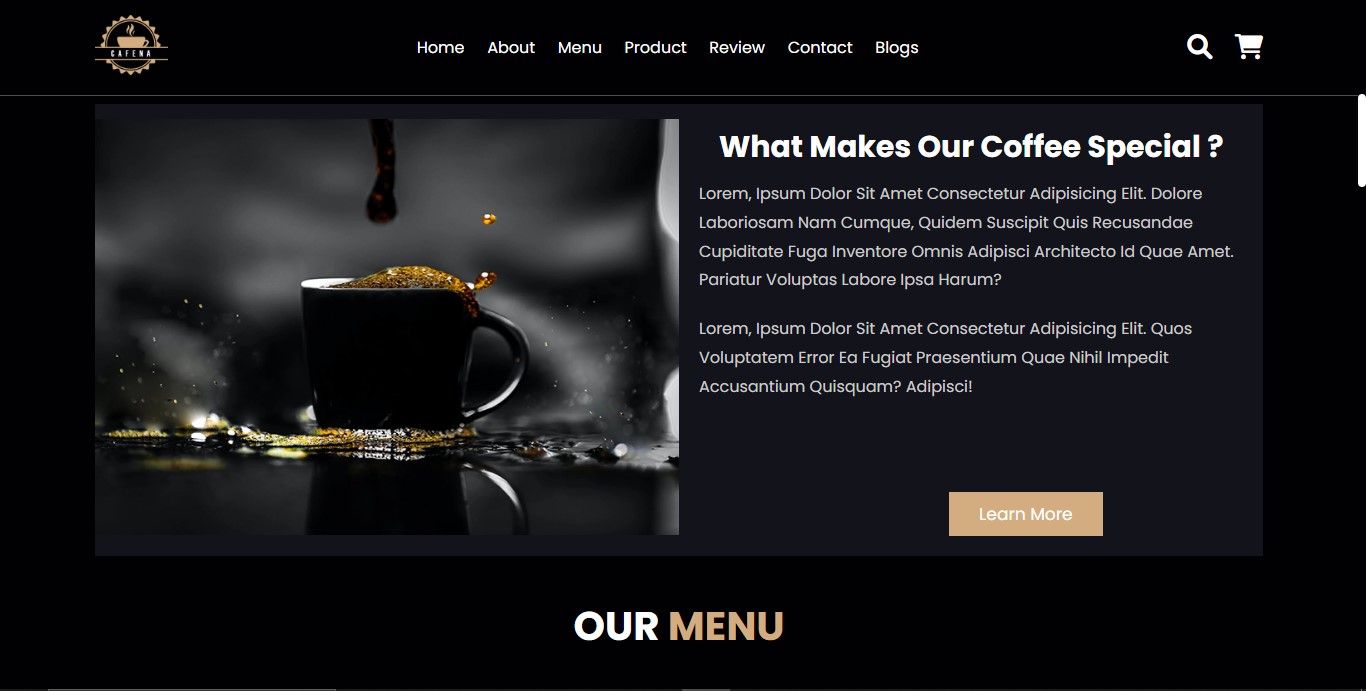 CAFENA
Home About Menu Product Review Contact Blogs
What Makes Our Coffee Special ?
Lorem, Ipsum Dolor Sit Amet Consectetur Adipisicing Elit. Dolore
Laboriosam Nam Cumque, Quidem Suscipit Quis Recusandae
Cupiditate Fuga Inventore Omnis Adipisci Architecto Id Quae Amet.
Pariatur Voluptas Labore Ipsa Harum?
Lorem, Ipsum Dolor Sit Amet Consectetur Adipisicing Elit. Quos
Voluptatem Error Ea Fugiat Praesentium Quae Nihil Impedit
Accusantium Quisquam? Adipisci!
Learn More
OUR MENU